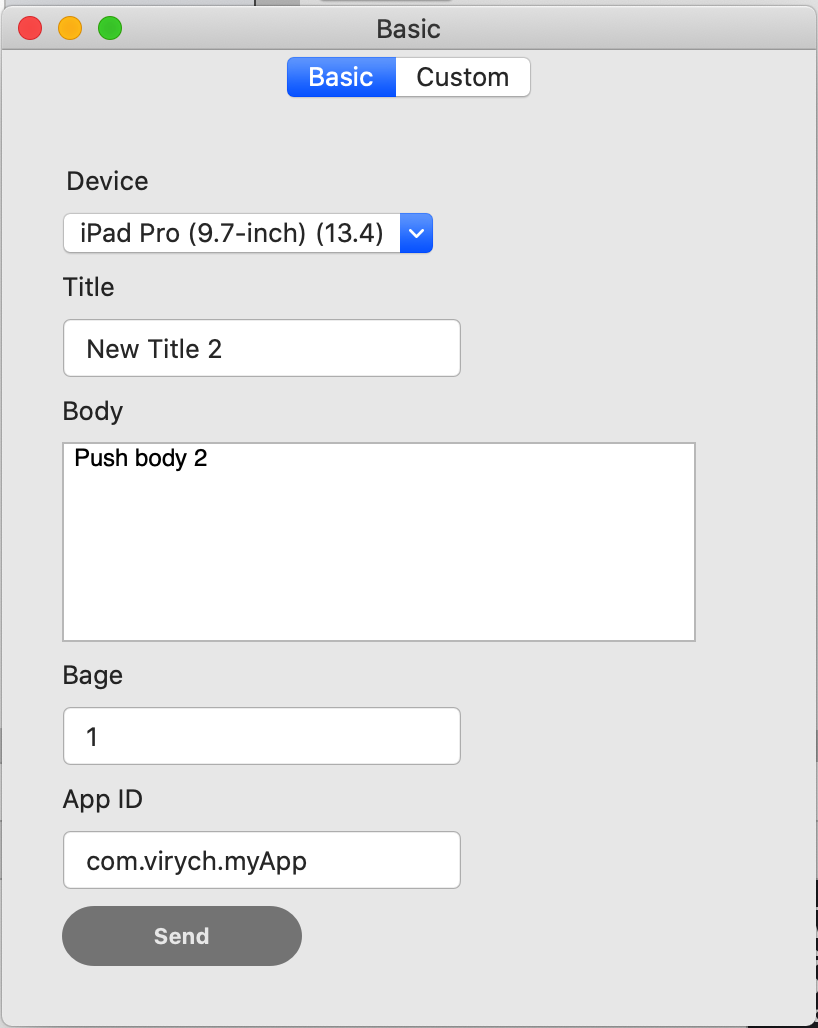 Basic
Basic Custom
Device
iPad Pro (9.7-inch) (13.4)
Title
New Title 2
Body
Push body 2
Bage
1
App ID
com.virych.myApp
Send